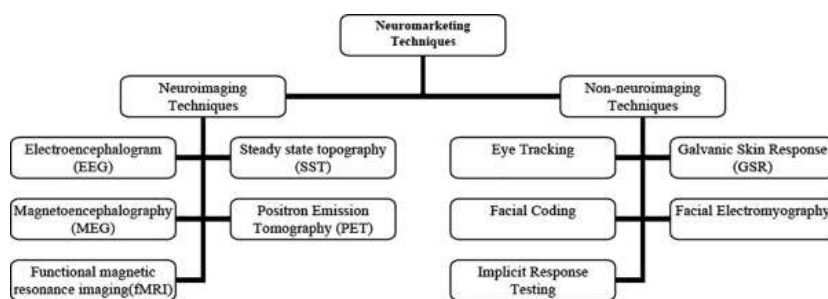 Neuromarketing
Techniques
Neuroimaging
Techniques
Non-neuroimaging
Techniques
Electroencephalogram
(EEG)
Steady state topography
(SST)
Eye Tracking
Galvanic Skin Response
(GSR)
Magnetoencephalography
(MEG)
Positron Emission
Tomography (PET)
Facial Coding
Facial Electromyography
Functional magnetic
resonance imaging(fMRI)
Implicit Response
Testing